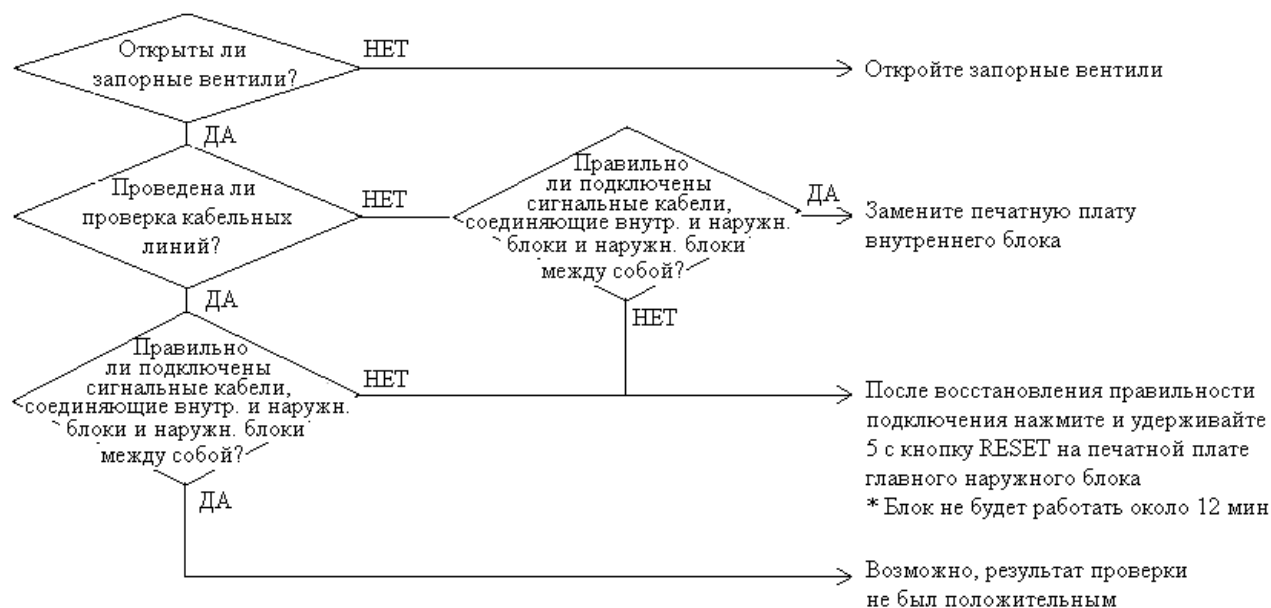 Открыты ли
запорные вентили?
НЕТ
Откройте запорные вентили
ДА
Проведена ли
проверка кабельных
линий?
НЕТ
Правильно
ли подключены
сигнальные кабели,
соединяющие внутр. и наружн.
блоки и наружн. блоки
между собой?
ДА
Замените печатную плату
внутреннего блока
ДА
НЕТ
Правильно
ли подключены
сигнальные кабели,
соединяющие внутр. и наружн.
блоки и наружн. блоки
между собой?
НЕТ
После восстановления правильности
подключения нажмите и удерживайте
5 с кнопку RESET на печатной плате
главного наружного блока
* Блок не будет работать около 12 мин
ДА
Возможно, результат проверки
не был положительным